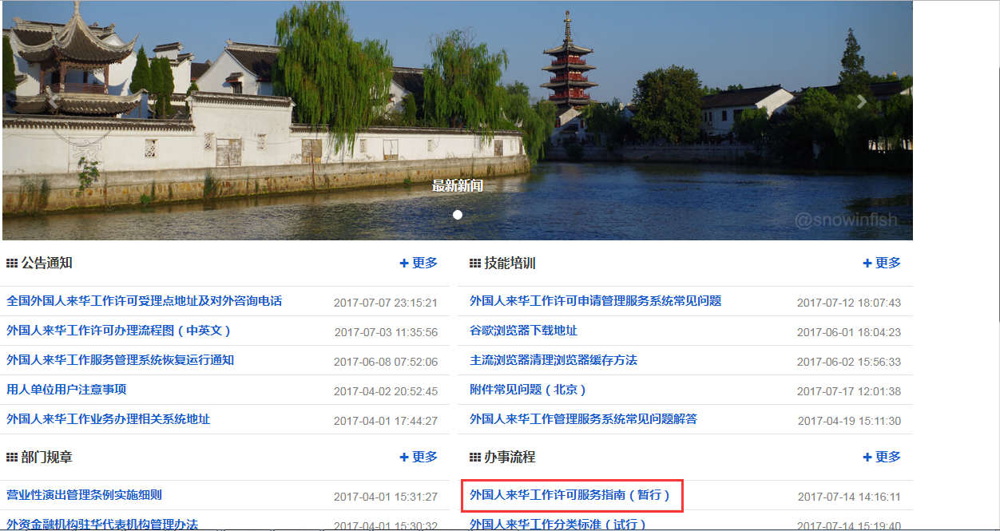 最新新闻
@snowinfish
公告通知
+ 更多
全国外国人来华工作许可受理点地址及对外咨询电话 2017-07-07 23:15:21
外国人来华工作许可办理流程图（中英文） 2017-07-03 11:35:56
外国人来华工作服务管理系统恢复运行通知 2017-06-08 07:52:06
用人单位用户注意事项 2017-04-02 20:52:45
外国人来华工作业务办理相关系统地址 2017-04-01 17:44:27
技能培训
+ 更多
外国人来华工作许可申请管理服务系统常见问题 2017-07-12 18:07:43
谷歌浏览器下载地址 2017-06-01 18:04:23
主流浏览器清理浏览器缓存方法 2017-06-02 15:56:33
附件常见问题（北京） 2017-07-17 12:01:38
外国人来华工作管理服务系统常见问题解答 2017-04-19 15:11:30
部门规章
+ 更多
营业性演出管理条例实施细则 2017-04-01 15:31:27
外资金融机构驻华代表机构管理办法 2017-04-01 15:30:32
办事流程
+ 更多
外国人来华工作许可服务指南（暂行） 2017-07-14 14:16:11
外国人来华工作分类标准（试行） 2017-07-14 15:19:40